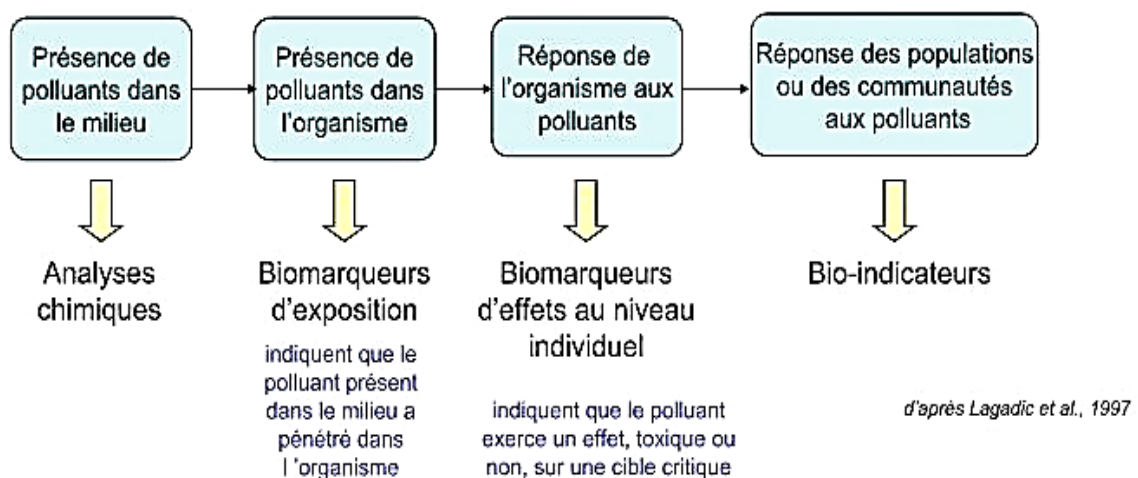 Présence de
polluants dans
le milieu
Présence de
polluants dans
l'organisme
Réponse de
l'organisme aux
polluants
Réponse des populations
ou des communautés
aux polluants
Analyses
chimiques
Biomarqueurs
d'exposition
indiquent que le
polluant présent
dans le milieu a
pénétré dans
l 'organisme
Biomarqueurs
d'effets au niveau
individuel
indiquent que le polluant
exerce un effet, toxique ou
non, sur une cible critique
Bio-indicateurs
d'après Lagadic et al., 1997